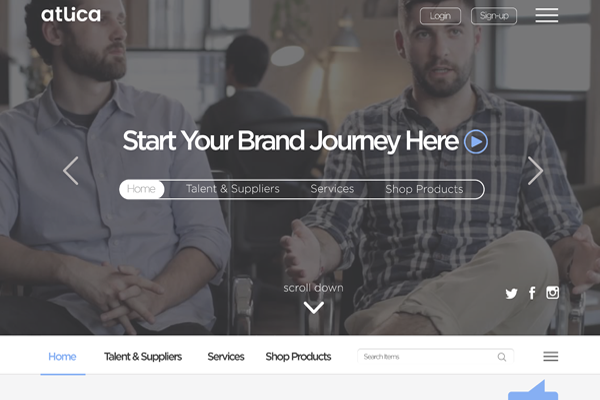 atlica
Login Sign-up
Start Your Brand Journey Here
Home Talent & Suppliers Services Shop Products
scroll down
Home Talent & Suppliers Services Shop Products Search Items